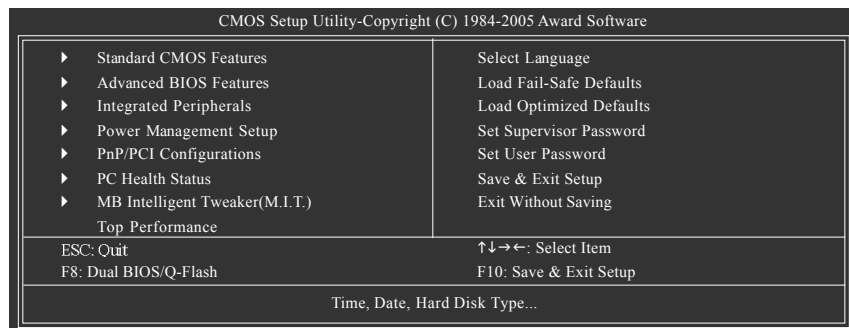 CMOS Setup Utility-Copyright (C) 1984-2005 Award Software
Standard CMOS Features
Advanced BIOS Features
Integrated Peripherals
Power Management Setup
PnP/PCI Configurations
PC Health Status
MB Intelligent Tweaker(M.I.T.)
Top Performance
Select Language
Load Fail-Safe Defaults
Load Optimized Defaults
Set Supervisor Password
Set User Password
Save & Exit Setup
Exit Without Saving
ESC: Quit
↑↓→←: Select Item
F8: Dual BIOS/Q-Flash
F10: Save & Exit Setup
Time, Date, Hard Disk Type...